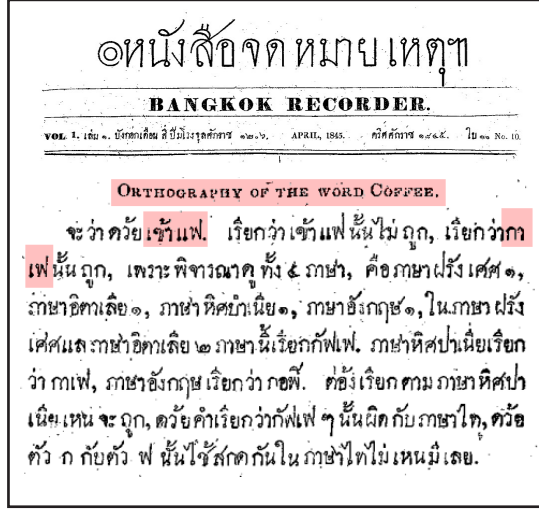 ๏หนังสือจดหมายเหตุฯ
BANGKOK RECORDER.
VOL. 1. เล่ม ๑. บังกอกเดือน สี่ ปีมโรงจุลศักราช ๑๒๐๖. APRIL, 1845. คริศศักราช ๑๘๔๕. ใบ ๑๐ No. 10.
ORTHOGRAPHY OF THE WORD COFFEE.
จะว่าดวัยเข้าแฟ. เรียกว่าเข้าแฟนั้นไม่ถูก, เรียกว่ากา
เฟ่นั้นถูก, เพราะพิจารณาดูทั้ง ๔ ภาษา, คือภาษาฝรั่งเศศ ๑,
ภาษาอิตาเลีย ๑, ภาษาหิศปาเนีย ๑, ภาษาอังกฤษ ๑, ในภาษาฝรั่ง
เศศแลภาษาอิตาเลีย ๒ ภาษานี้เรียกกัฟเฟ. ภาษาหิศปาเนียเรียก
ว่า กาเฟ, ภาษาอังกฤษเรียกว่า กอฟี. ต้องเรียกตามภาษาหิศปา
เนียเหนจะถูก, ดวัยคำเรียกว่ากัฟเฟ ๆ นั้นผิดกับภาษาไท, ดว้อ
ตัว ก กับตัว ฟ นั้นใช้สกดกันในภาษาไทไม่เหนมีเลย.